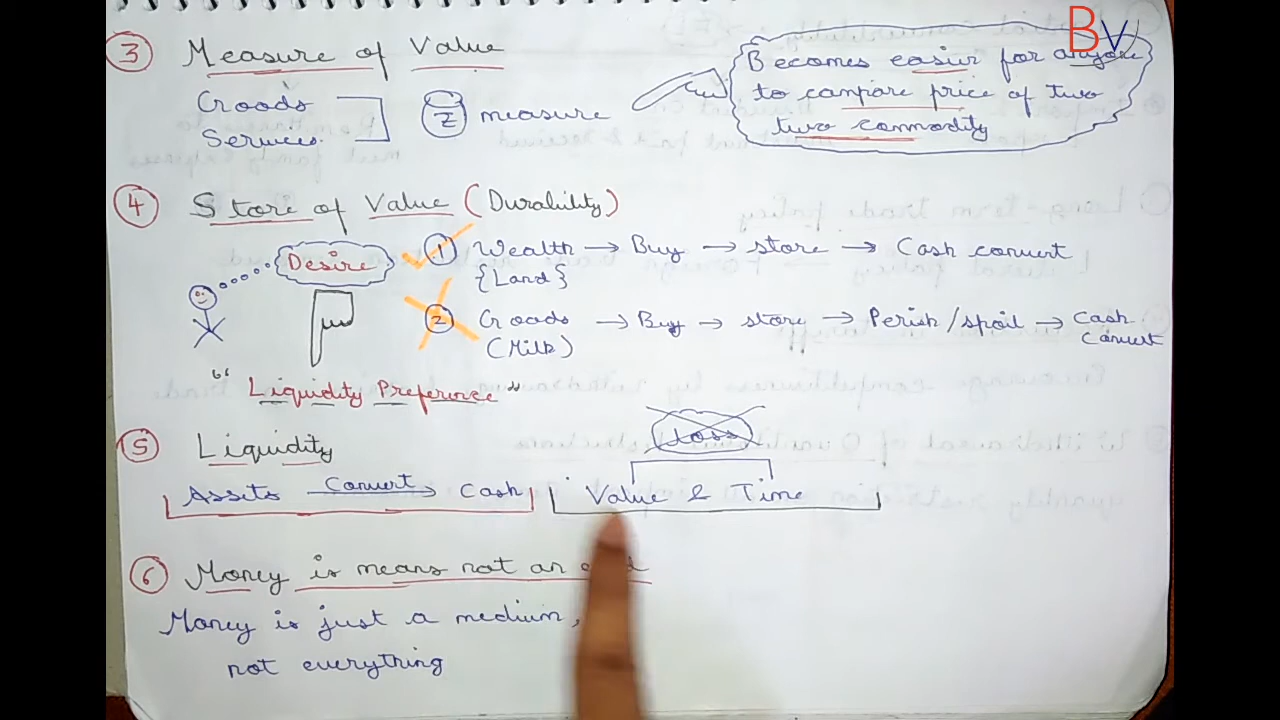 BV
3 Measure of Value
Goods
Services
Z measure
Becomes easier for anyone
to compare price of two
two commodity
4 Store of Value (Durability)
Desire
1 Wealth → Buy → store → Cash convert
{Land}
2 Goods → Buy → store → Perish/spoil → Cash convert
(Milk)
"Liquidity Preference"
5 Liquidity
Loss
Assets Convert → Cash
Value & Time
6 Money is means not an
Money is just a medium,
not everything